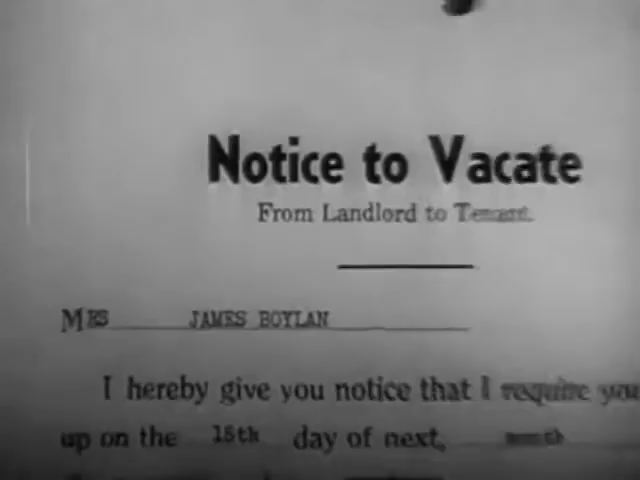 Notice to Vacate
From Landlord to Tenant.
MRS JAMES BOYLAN
I hereby give you notice that I require you
up on the 15th day of next, month